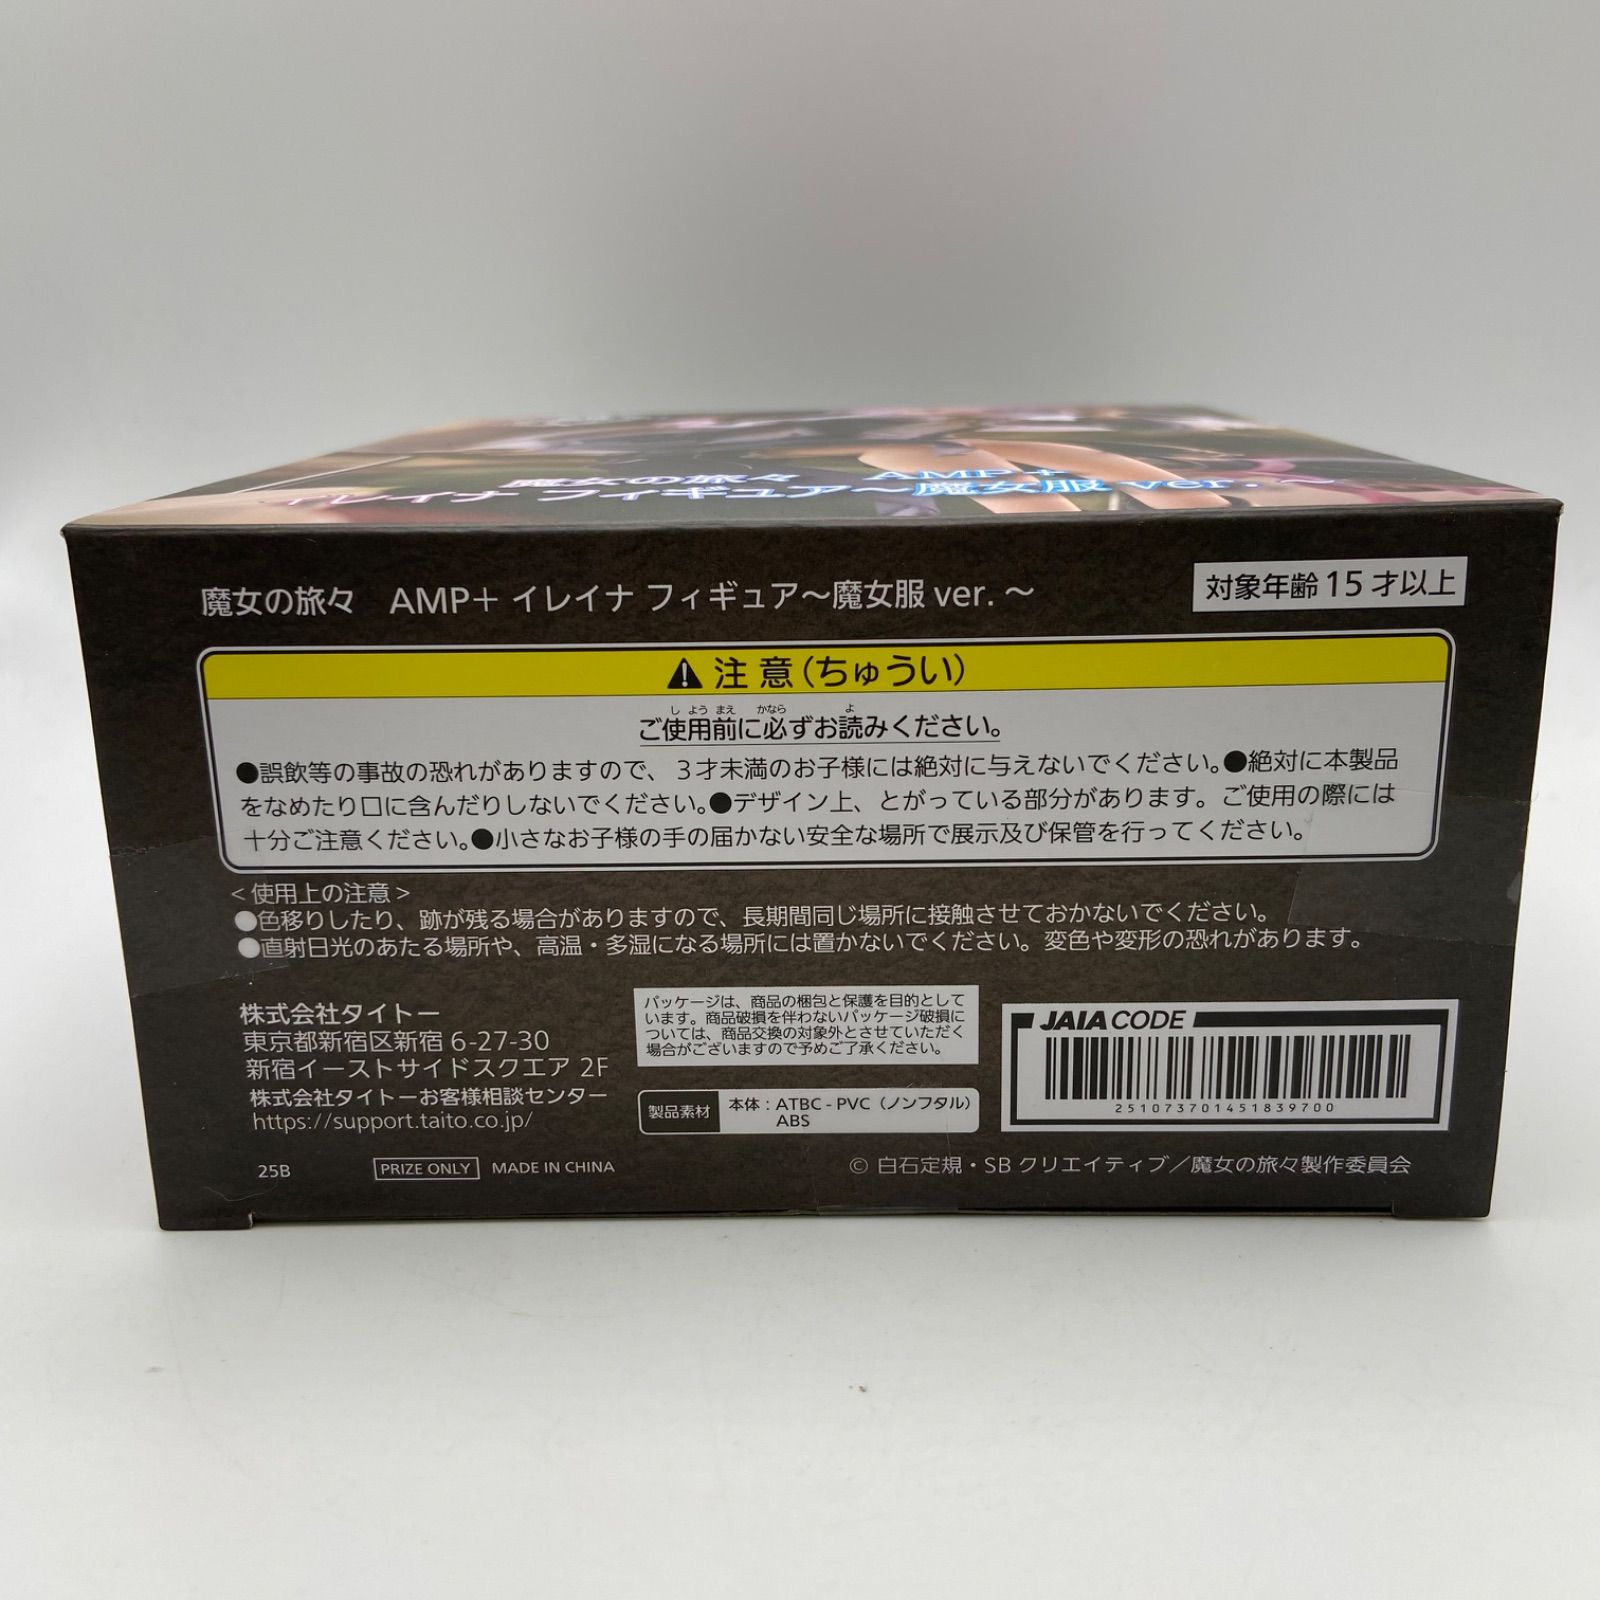 魔女の旅々 AMP＋
イレイナ フィギュア～魔女服 ver. ～
魔女の旅々 AMP＋ イレイナ フィギュア～魔女服 ver. ～
対象年齢 15 才以上
注 意（ちゅうい）
しようまえ かなら よ
ご使用前に必ずお読みください。
●誤飲等の事故の恐れがありますので、３才未満のお子様には絶対に与えないでください。●絶対に本製品
をなめたり口に含んだりしないでください。●デザイン上、とがっている部分があります。ご使用の際には
十分ご注意ください。●小さなお子様の手の届かない安全な場所で展示及び保管を行ってください。
＜使用上の注意＞
●色移りしたり、跡が残る場合がありますので、長期間同じ場所に接触させておかないでください。
●直射日光のあたる場所や、高温・多湿になる場所には置かないでください。変色や変形の恐れがあります。
株式会社タイトー
東京都新宿区新宿 6-27-30
新宿イーストサイドスクエア 2F
株式会社タイトーお客様相談センター
https://support.taito.co.jp/
25B PRIZE ONLY MADE IN CHINA
パッケージは、商品の梱包と保護を目的として
います。商品破損を伴わないパッケージ破損に
ついては、商品交換の対象外とさせていただく
場合がございますので予めご了承ください。
製品素材 本体：ATBC-PVC（ノンフタル）
ABS
JAIA CODE
251073701451839700
© 白石定規・SB クリエイティブ／魔女の旅々製作委員会